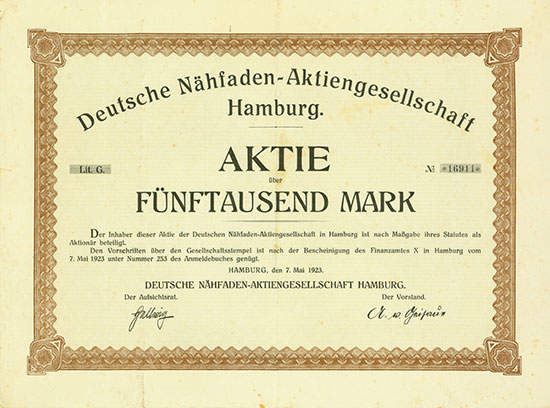 Deutsche Nähfaden-Aktiengesellschaft
Hamburg.
AKTIE
Lit. G.
№ *16911*
über
FÜNFTAUSEND MARK
Der Inhaber dieser Aktie der Deutschen Nähfaden-Aktiengesellschaft in Hamburg ist nach Maßgabe ihres Statutes als
Aktionär beteiligt.
Den Vorschriften über den Gesellschaftsstempel ist nach der Bescheinigung des Finanzamtes X in Hamburg vom
7. Mai 1923 unter Nummer 253 des Anmeldebuches genügt.
HAMBURG, den 7. Mai 1923.
DEUTSCHE NÄHFADEN-AKTIENGESELLSCHAFT HAMBURG.
Der Aufsichtsrat.
Der Vorstand.